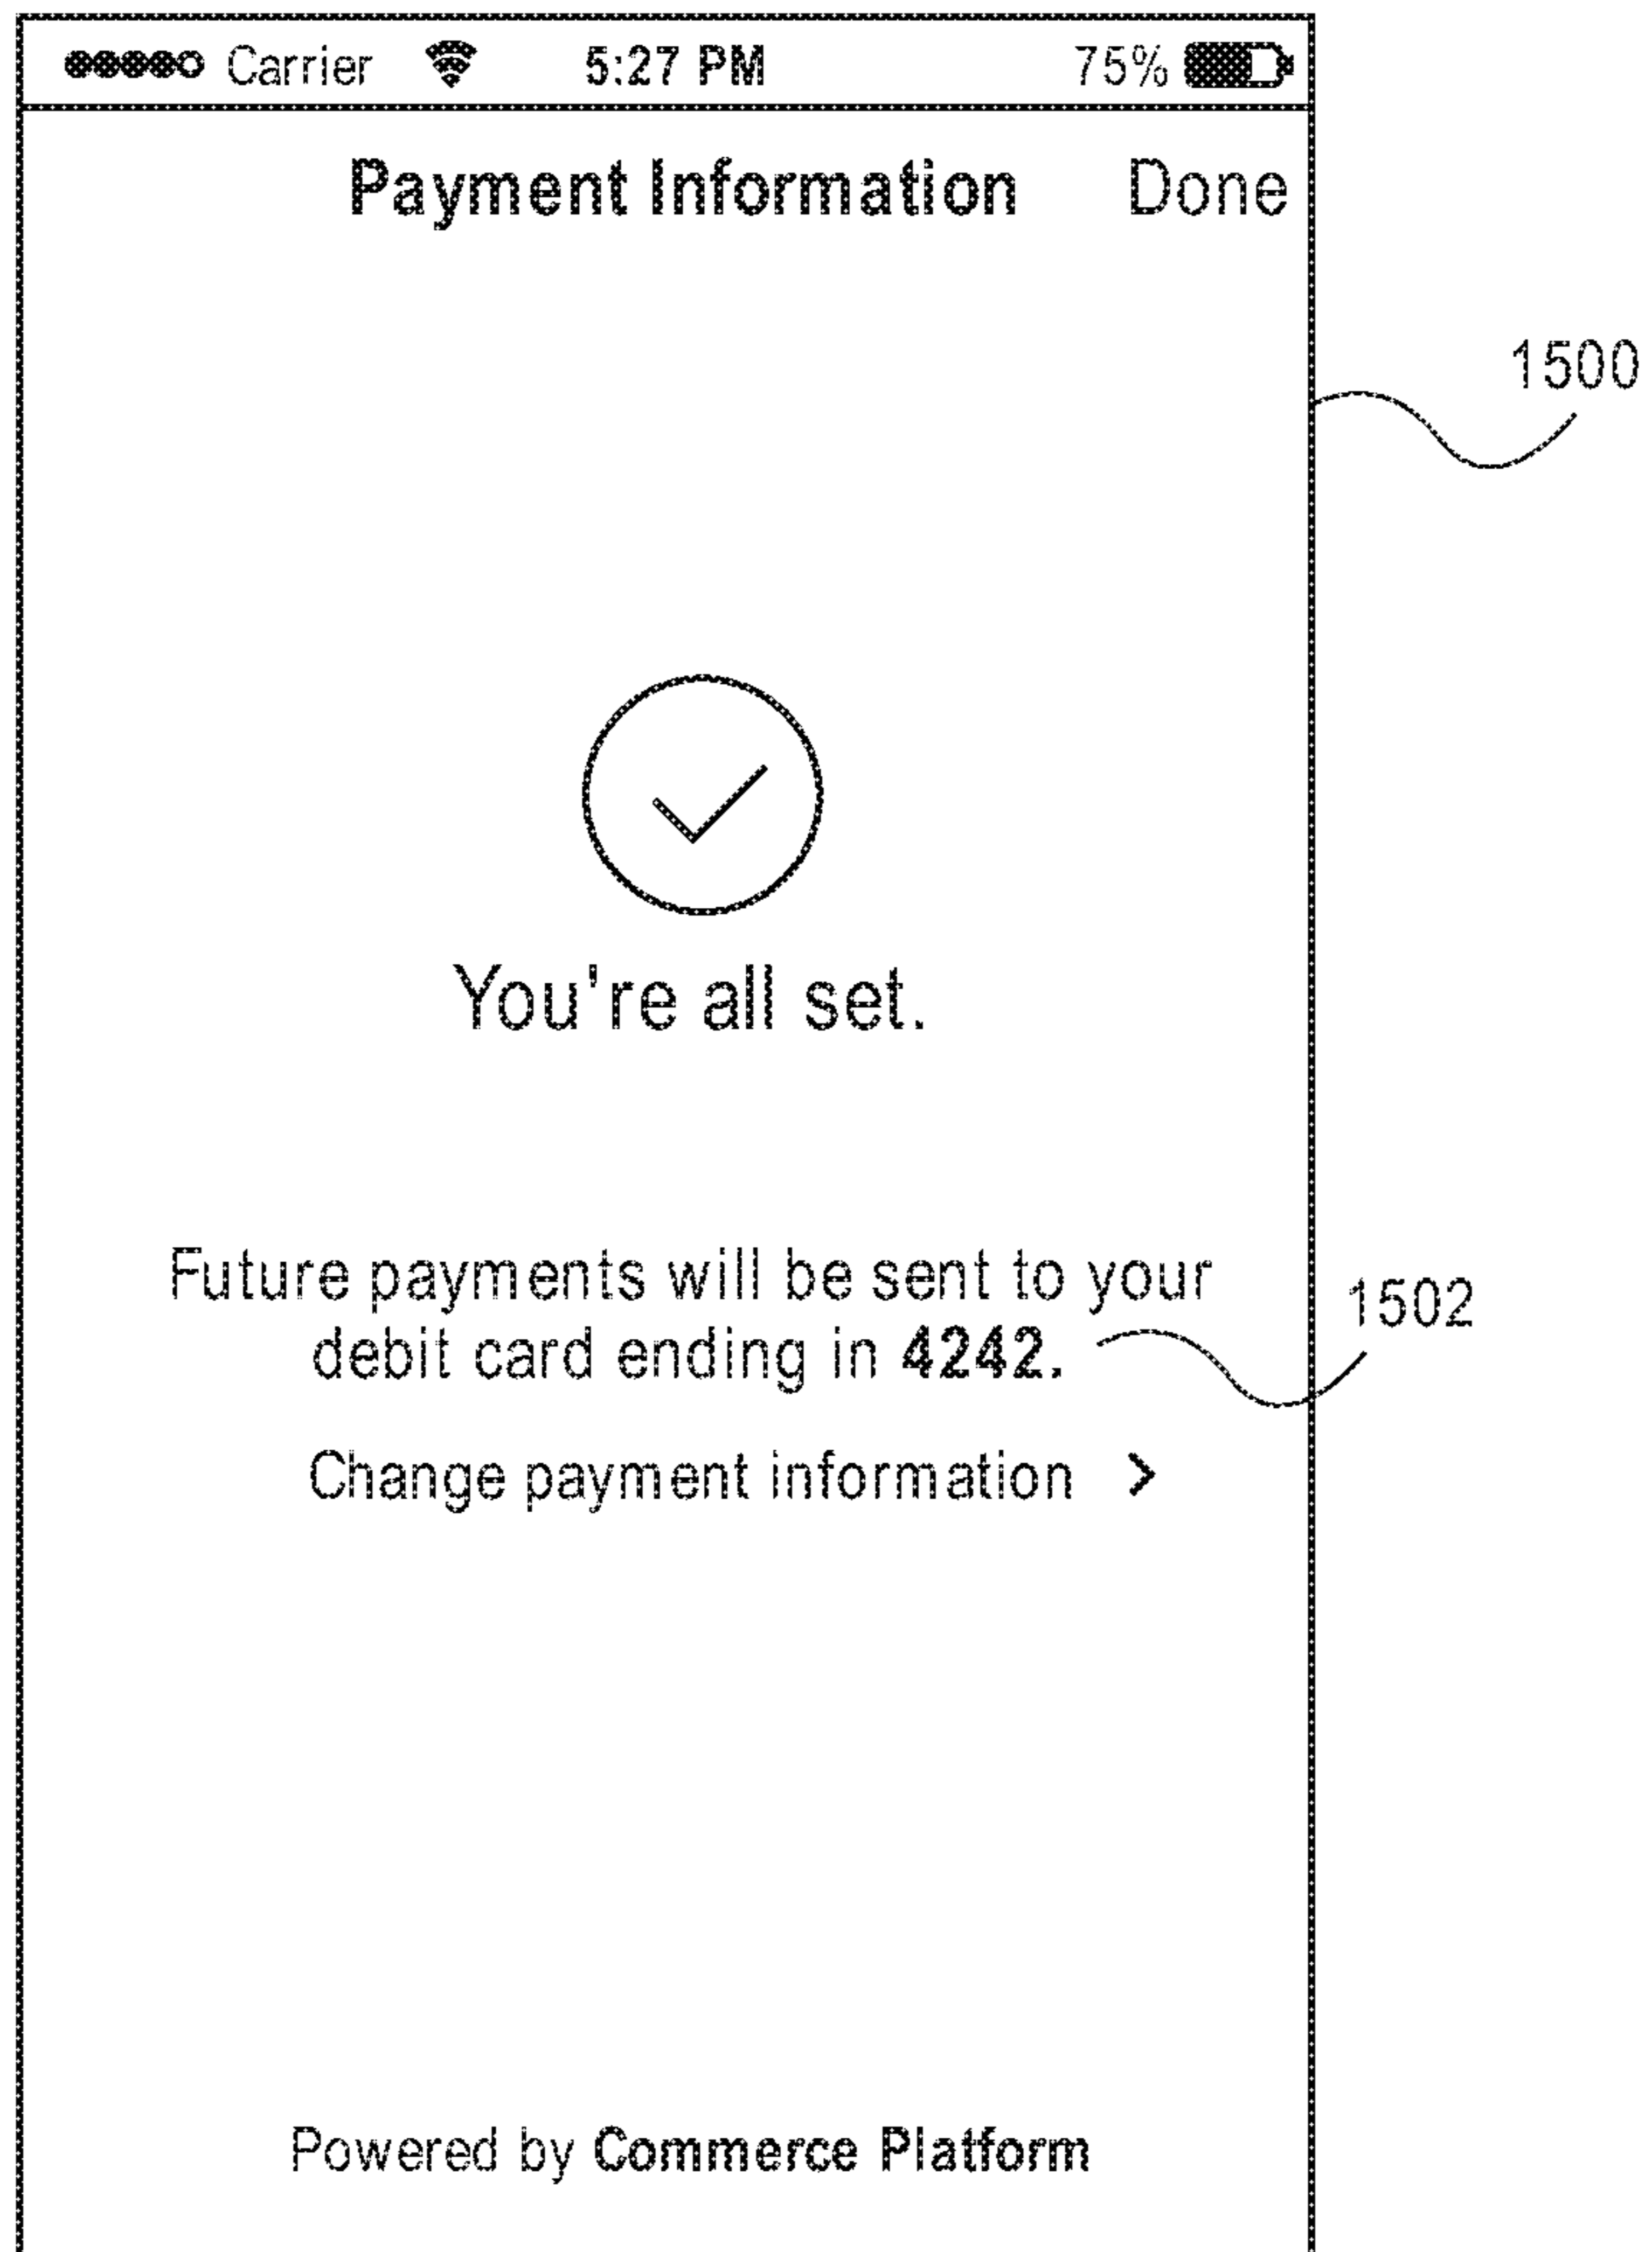 Carrier 5:27 PM 75%
Payment Information Done
1500
You're all set.
Future payments will be sent to your
debit card ending in 4242.
1502
Change payment information >
Powered by Commerce Platform